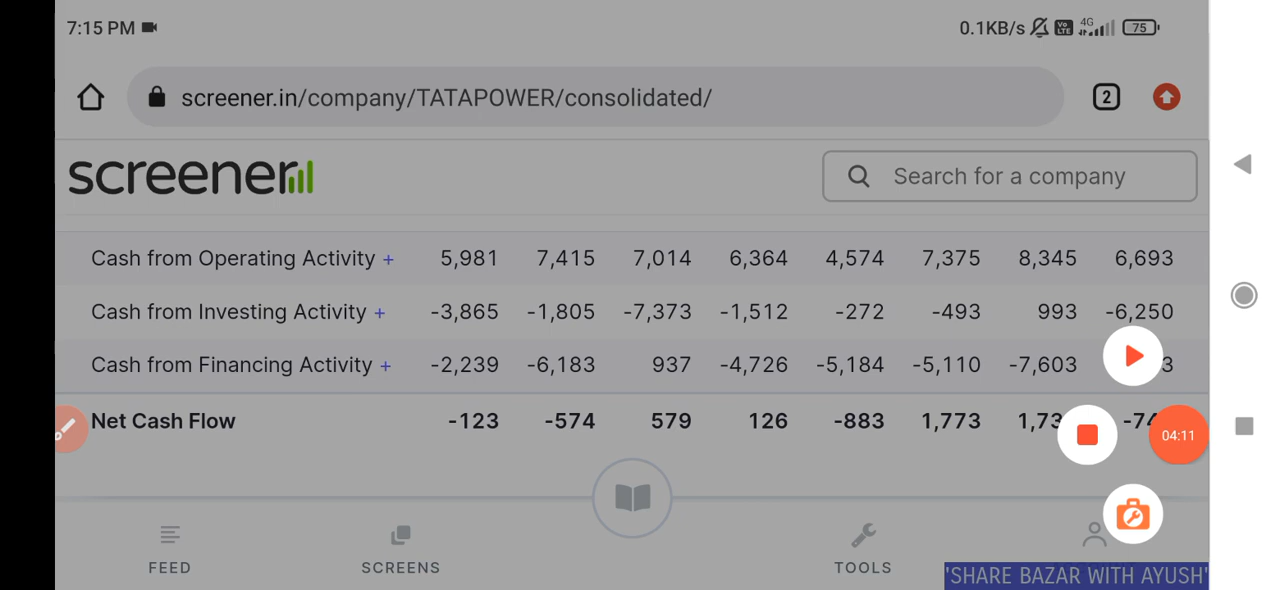 7:15 PM 0.1KB/s Vo LTE 4G 75
screener.in/company/TATAPOWER/consolidated/ 2
screener Search for a company
Cash from Operating Activity + 5,981 7,415 7,014 6,364 4,574 7,375 8,345 6,693
Cash from Investing Activity + -3,865 -1,805 -7,373 -1,512 -272 -493 993 -6,250
Cash from Financing Activity + -2,239 -6,183 937 -4,726 -5,184 -5,110 -7,603
Net Cash Flow -123 -574 579 126 -883 1,773
04:11
FEED SCREENS TOOLS
'SHARE BAZAR WITH AYUSH'